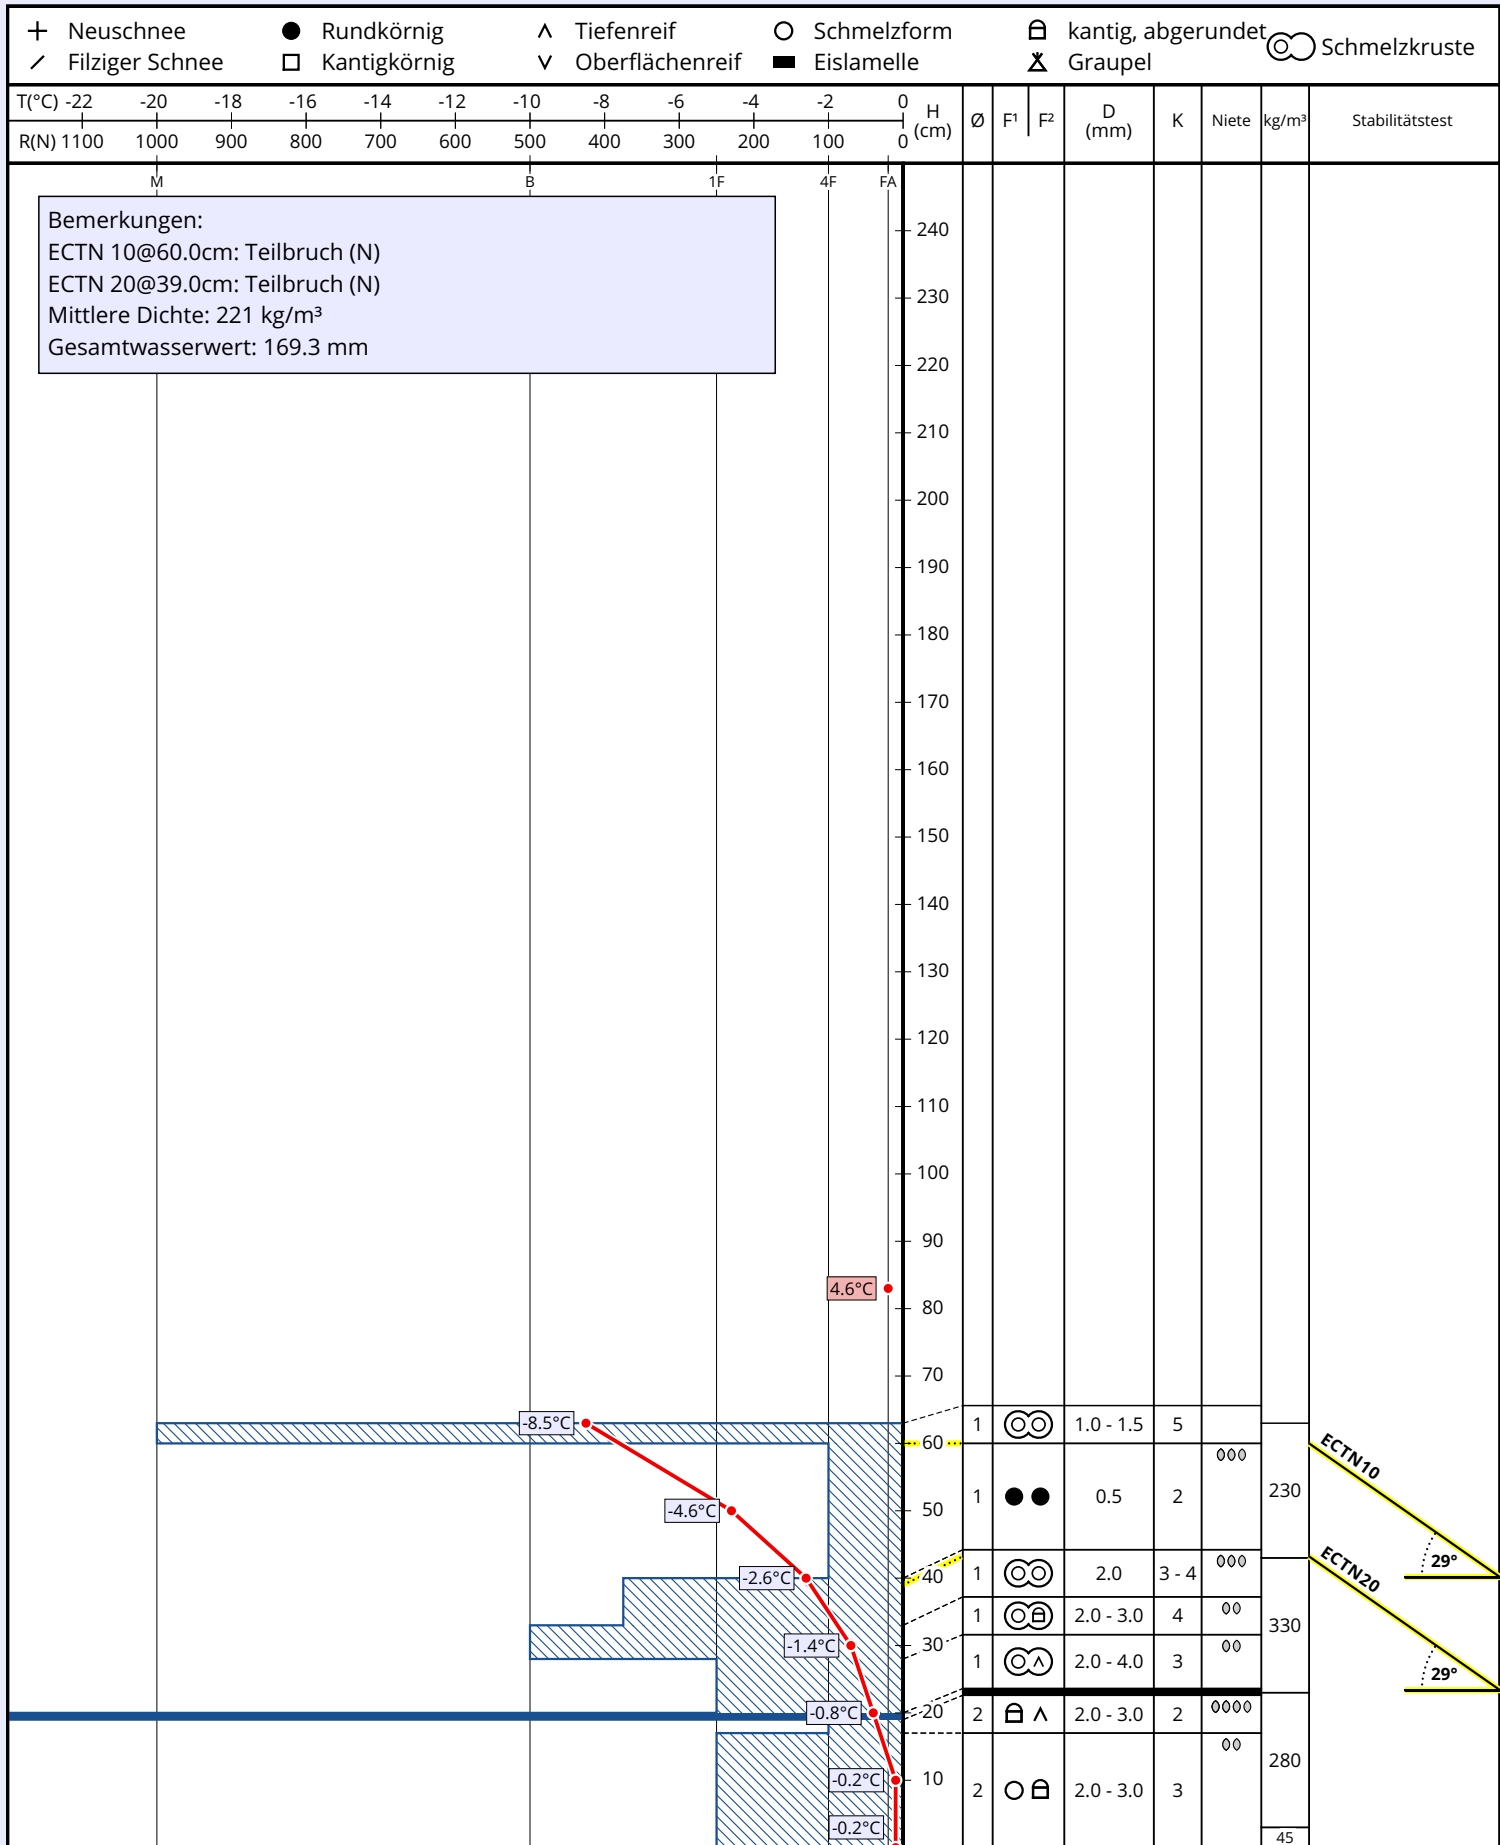 Neuschnee Rundkörnig Tiefenreif Schmelzform kantig, abgerundet Schmelzkruste
Filziger Schnee Kantigkörnig Oberflächenreif Eislamelle Graupel
T(°C) -22 -20 -18 -16 -14 -12 -10 -8 -6 -4 -2 0
R(N) 1100 1000 900 800 700 600 500 400 300 200 100 0
H (cm) Ø F¹ F² D (mm) K Niete kg/m³ Stabilitätstest
M B 1F 4F FA
Bemerkungen:
ECTN 10@60.0cm: Teilbruch (N)
ECTN 20@39.0cm: Teilbruch (N)
Mittlere Dichte: 221 kg/m³
Gesamtwasserwert: 169.3 mm
240
230
220
210
200
190
180
170
160
150
140
130
120
110
100
90
4.6°C
80
70
-8.5°C 1 1.0 - 1.5 5
60 ECTN10
-4.6°C 50 1 0.5 2 230
29°
-2.6°C 40 1 2.0 3 - 4 ECTN20
1 2.0 - 3.0 4 330
-1.4°C 30 1 2.0 - 4.0 3
29°
-0.8°C 20 2 2.0 - 3.0 2
-0.2°C 10 2 2.0 - 3.0 3 280
-0.2°C 45